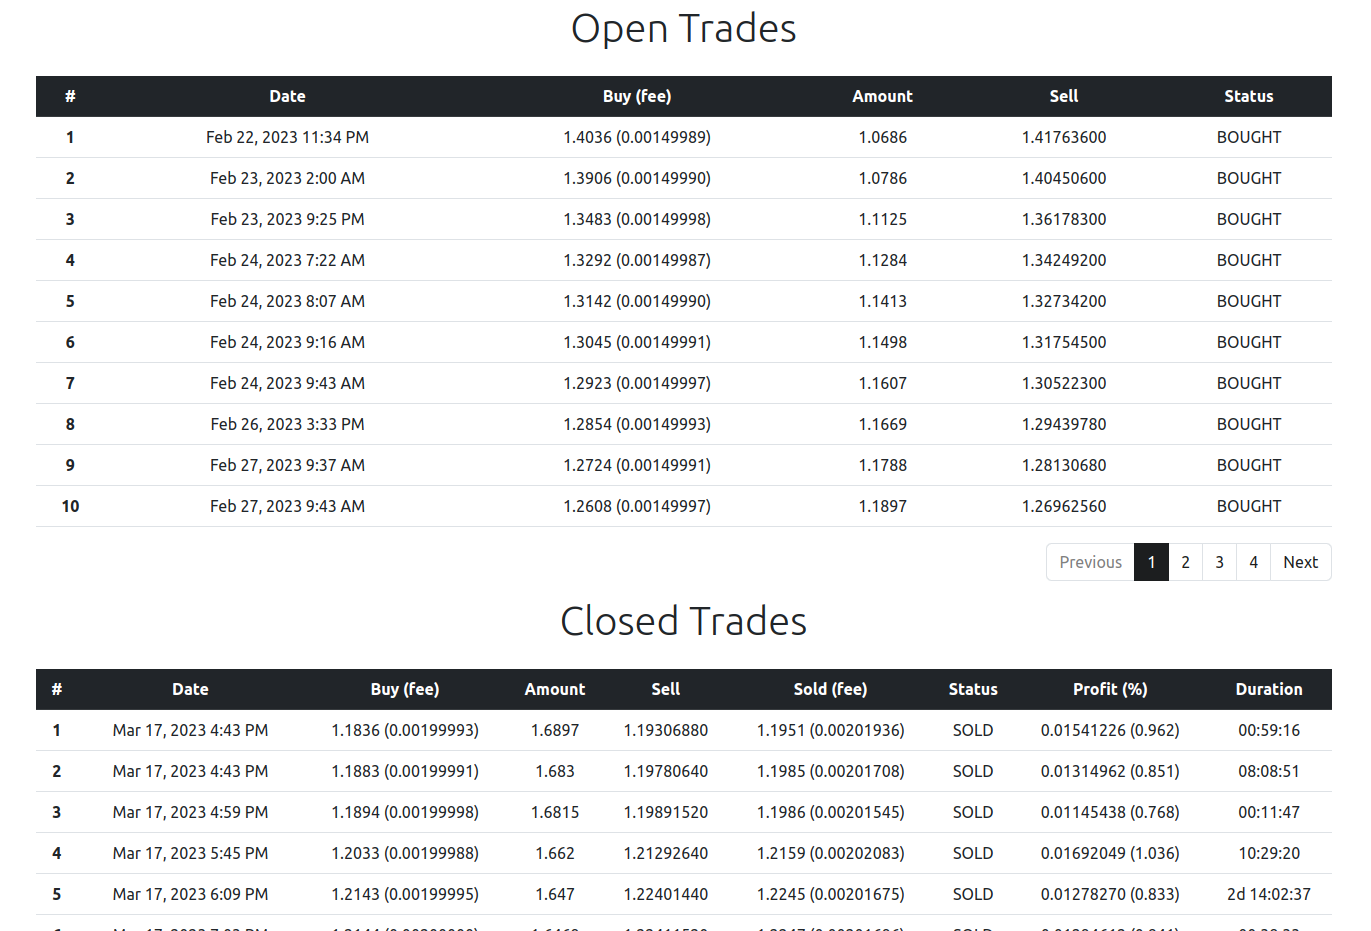 Open Trades
# Date Buy (fee) Amount Sell Status
1 Feb 22, 2023 11:34 PM 1.4036 (0.00149989) 1.0686 1.41763600 BOUGHT
2 Feb 23, 2023 2:00 AM 1.3906 (0.00149990) 1.0786 1.40450600 BOUGHT
3 Feb 23, 2023 9:25 PM 1.3483 (0.00149998) 1.1125 1.36178300 BOUGHT
4 Feb 24, 2023 7:22 AM 1.3292 (0.00149987) 1.1284 1.34249200 BOUGHT
5 Feb 24, 2023 8:07 AM 1.3142 (0.00149990) 1.1413 1.32734200 BOUGHT
6 Feb 24, 2023 9:16 AM 1.3045 (0.00149991) 1.1498 1.31754500 BOUGHT
7 Feb 24, 2023 9:43 AM 1.2923 (0.00149997) 1.1607 1.30522300 BOUGHT
8 Feb 26, 2023 3:33 PM 1.2854 (0.00149993) 1.1669 1.29439780 BOUGHT
9 Feb 27, 2023 9:37 AM 1.2724 (0.00149991) 1.1788 1.28130680 BOUGHT
10 Feb 27, 2023 9:43 AM 1.2608 (0.00149997) 1.1897 1.26962560 BOUGHT
Previous 1 2 3 4 Next
Closed Trades
# Date Buy (fee) Amount Sell Sold (fee) Status Profit (%) Duration
1 Mar 17, 2023 4:43 PM 1.1836 (0.00199993) 1.6897 1.19306880 1.1951 (0.00201936) SOLD 0.01541226 (0.962) 00:59:16
2 Mar 17, 2023 4:43 PM 1.1883 (0.00199991) 1.683 1.19780640 1.1985 (0.00201708) SOLD 0.01314962 (0.851) 08:08:51
3 Mar 17, 2023 4:59 PM 1.1894 (0.00199998) 1.6815 1.19891520 1.1986 (0.00201545) SOLD 0.01145438 (0.768) 00:11:47
4 Mar 17, 2023 5:45 PM 1.2033 (0.00199988) 1.662 1.21292640 1.2159 (0.00202083) SOLD 0.01692049 (1.036) 10:29:20
5 Mar 17, 2023 6:09 PM 1.2143 (0.00199995) 1.647 1.22401440 1.2245 (0.00201675) SOLD 0.01278270 (0.833) 2d 14:02:37